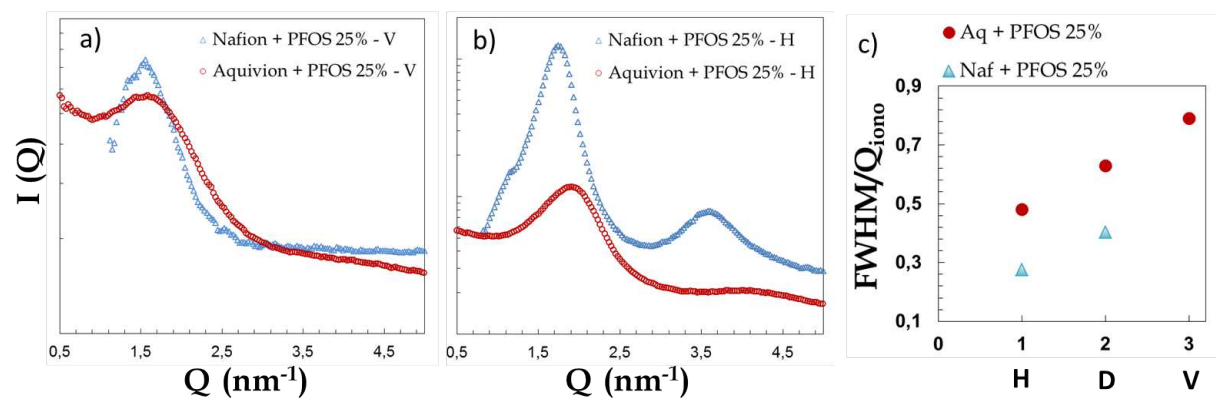 a)
Nafion + PFOS 25% - V
Aquivion + PFOS 25% - V
I (Q)
0,5 1,5 2,5 3,5 4,5
Q (nm-1)
b)
Nafion + PFOS 25% - H
Aquivion + PFOS 25% - H
0,5 1,5 2,5 3,5 4,5
Q (nm-1)
c)
Aq + PFOS 25%
Naf + PFOS 25%
FWHM/Qiono
0,9
0,7
0,5
0,3
0,1
0 1 2 3
H D V